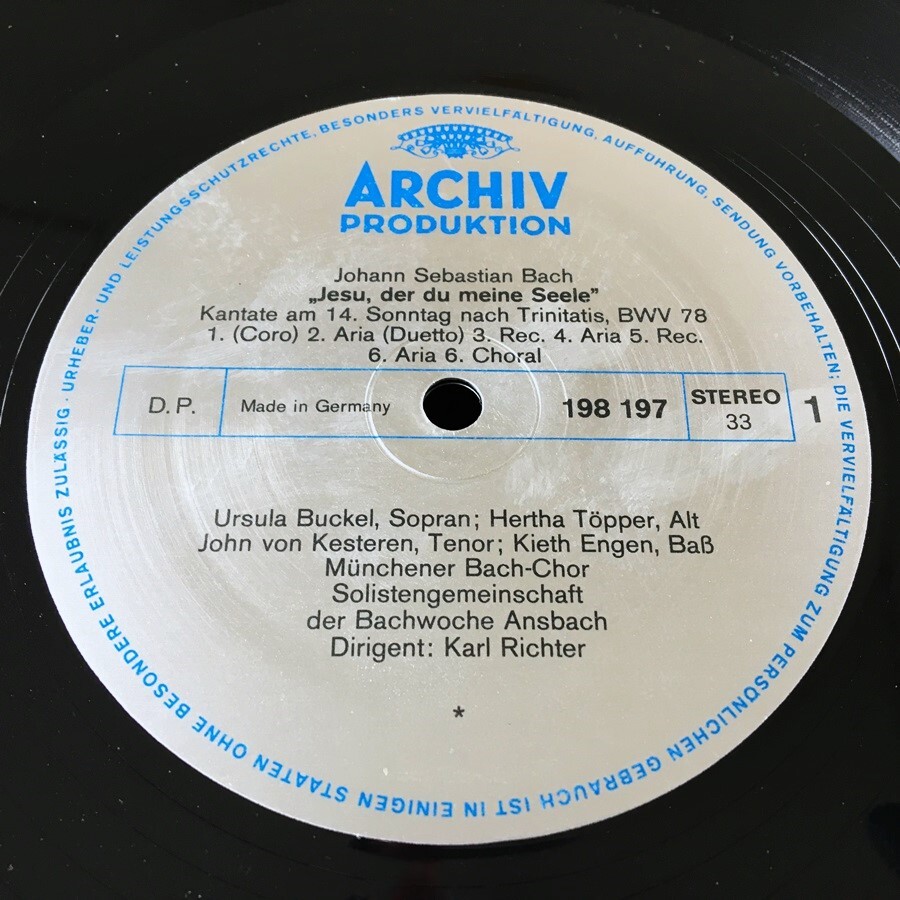 URHEBER- UND LEISTUNGSSCHUTZRECHTE, BESONDERS VERVIELFÄLTIGUNG, AUFFÜHRUNG, SENDUNG VORBEHALTEN; DIE VERVIELFÄLTIGUNG ZUM PERSÖNLICHEN GEBRAUCH IST IN EINIGEN STAATEN OHNE BESONDERE ERLAUBNIS ZULÄSSIG ·
ARCHIV
PRODUKTION
Johann Sebastian Bach
„Jesu, der du meine Seele”
Kantate am 14. Sonntag nach Trinitatis, BWV 78
1. (Coro) 2. Aria (Duetto) 3. Rec. 4. Aria 5. Rec.
6. Aria 6. Choral
D. P. Made in Germany 198 197 STEREO 33 1
Ursula Buckel, Sopran; Hertha Töpper, Alt
John von Kesteren, Tenor; Kieth Engen, Baß
Münchener Bach-Chor
Solistengemeinschaft
der Bachwoche Ansbach
Dirigent: Karl Richter
*